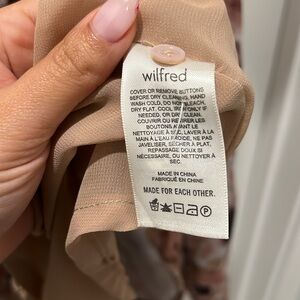 wilfred
COVER OR REMOVE BUTTONS
BEFORE DRY CLEANING. HAND
WASH COLD. DO NOT BLEACH.
DRY FLAT. COOL IRON ONLY IF
NEEDED. OR DRY CLEAN.
COUVRIR OU RETIRER LES
BOUTONS AVANT LE
NETTOYAGE À SEC. LAVER À LA
MAIN À L'EAU FROIDE. NE PAS
JAVELISER. SÉCHER À PLAT.
REPASSAGE DOUX SI
NÉCESSAIRE. OU NETTOYER À
SEC.
MADE IN CHINA
FABRIQUÉ EN CHINE
MADE FOR EACH OTHER.
P